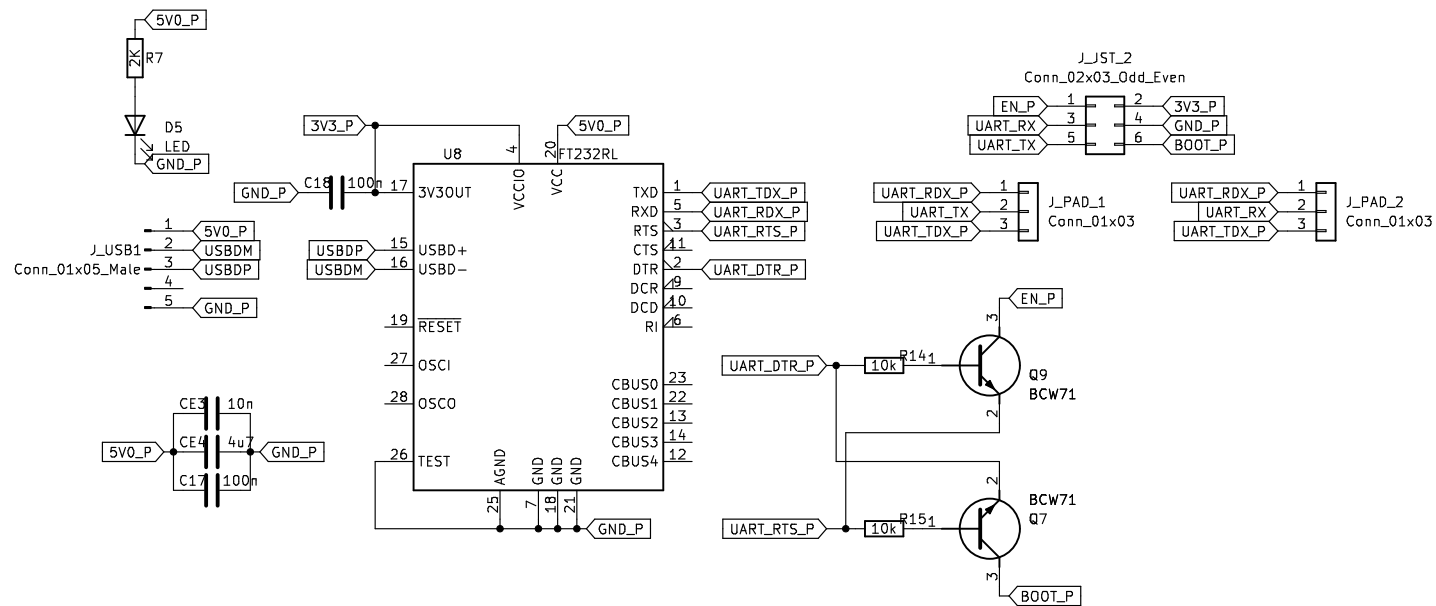 5V0_P
2K
R7
D5
LED
GND_P
J_JST_2
Conn_02x03_Odd_Even
EN_P 1 2 3V3_P
UART_RX 3 4 GND_P
UART_TX 5 6 BOOT_P
3V3_P
5V0_P
U8
FT232RL
4
20
VCCIO
VCC
GND_P
C18
100n
17 3V3OUT
15 USBD+
16 USBD-
USBDP
USBDM
19 RESET
27 OSCI
28 OSCO
26 TEST
TXD 1 UART_TDX_P
RXD 5 UART_RDX_P
RTS 3 UART_RTS_P
CTS 11
DTR 2 UART_DTR_P
DCR 9
DCD 10
RI 6
CBUS0 23
CBUS1 22
CBUS2 13
CBUS3 14
CBUS4 12
AGND
GND
GND
GND
25
7
18
21
GND_P
J_USB1
Conn_01x05_Male
1 5V0_P
2 USBDM
3 USBDP
4
5 GND_P
CE3 10n
CE4 4u7
C17 100n
5V0_P
GND_P
UART_RDX_P 1
UART_TX 2
UART_TDX_P 3
J_PAD_1
Conn_01x03
UART_RDX_P 1
UART_RX 2
UART_TDX_P 3
J_PAD_2
Conn_01x03
EN_P
3
UART_DTR_P
10k
R14
1
Q9
BCW71
2
2
BCW71
Q7
UART_RTS_P
10k
R15
1
3
BOOT_P